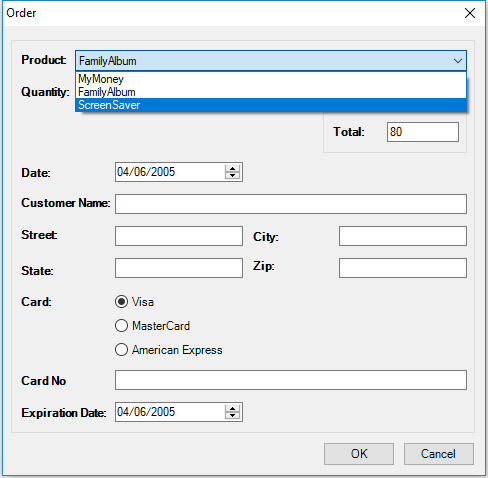 Order
Product: FamilyAlbum
MyMoney
Quantity: FamilyAlbum
ScreenSaver
Total: 80
Date: 04/06/2005
Customer Name:
Street: City:
State: Zip:
Card: Visa
MasterCard
American Express
Card No
Expiration Date: 04/06/2005
OK Cancel